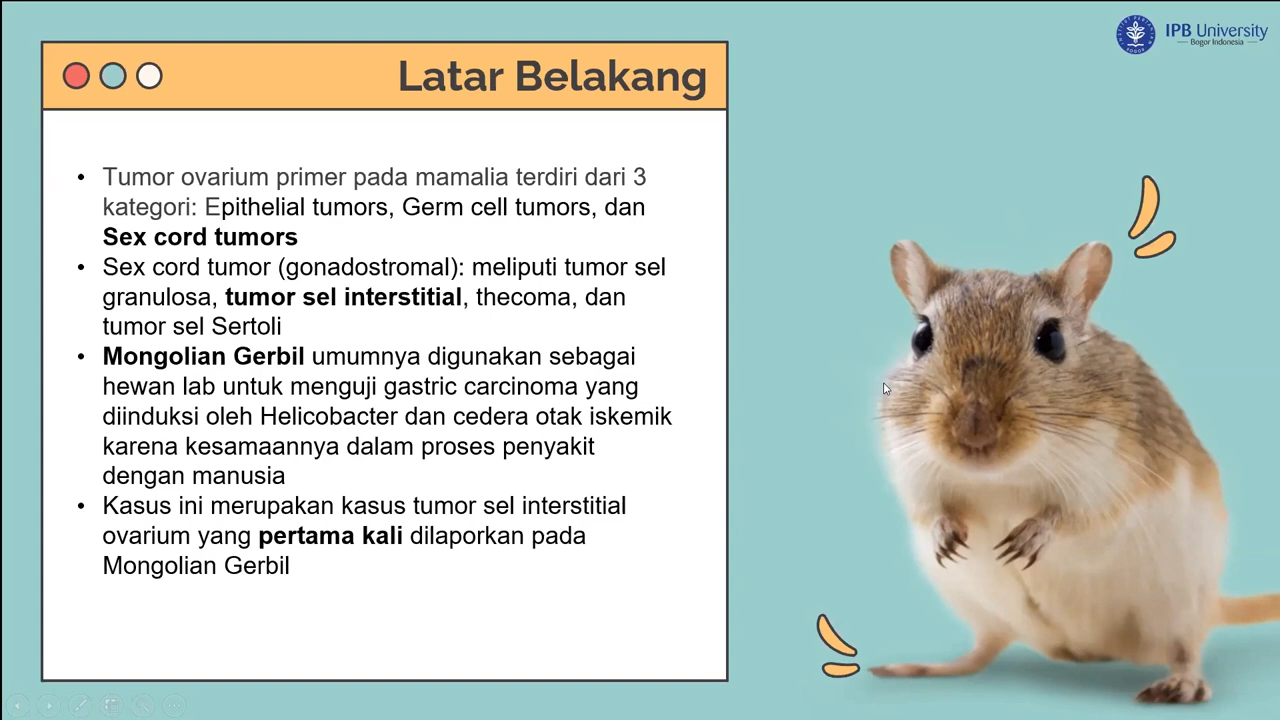 IPB University
Bogor Indonesia
Latar Belakang
• Tumor ovarium primer pada mamalia terdiri dari 3
kategori: Epithelial tumors, Germ cell tumors, dan
Sex cord tumors
• Sex cord tumor (gonadostromal): meliputi tumor sel
granulosa, tumor sel interstitial, thecoma, dan
tumor sel Sertoli
• Mongolian Gerbil umumnya digunakan sebagai
hewan lab untuk menguji gastric carcinoma yang
diinduksi oleh Helicobacter dan cedera otak iskemik
karena kesamaannya dalam proses penyakit
dengan manusia
• Kasus ini merupakan kasus tumor sel interstitial
ovarium yang pertama kali dilaporkan pada
Mongolian Gerbil